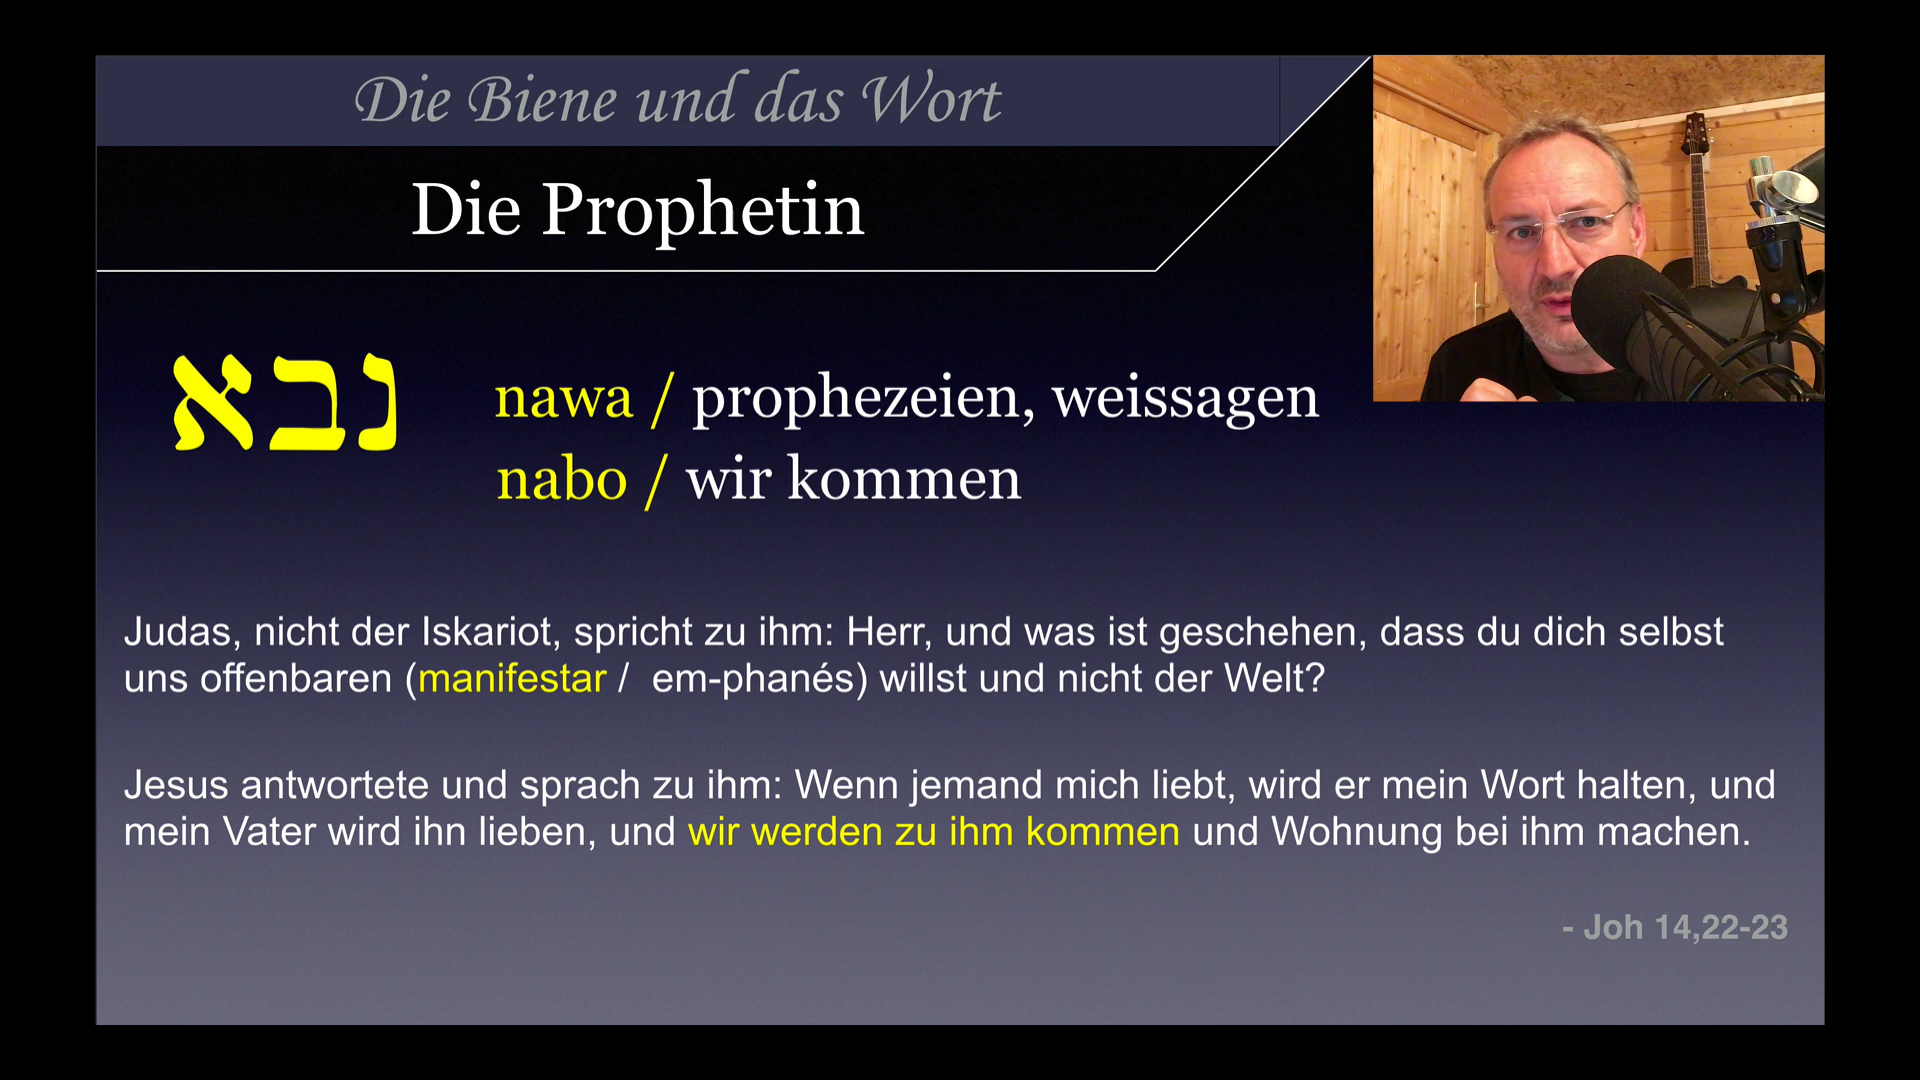 Die Biene und das Wort
Die Prophetin
נבא
nawa / prophezeien, weissagen
nabo / wir kommen
Judas, nicht der Iskariot, spricht zu ihm: Herr, und was ist geschehen, dass du dich selbst
uns offenbaren (manifestar / em-phanés) willst und nicht der Welt?
Jesus antwortete und sprach zu ihm: Wenn jemand mich liebt, wird er mein Wort halten, und
mein Vater wird ihn lieben, und wir werden zu ihm kommen und Wohnung bei ihm machen.
- Joh 14,22-23